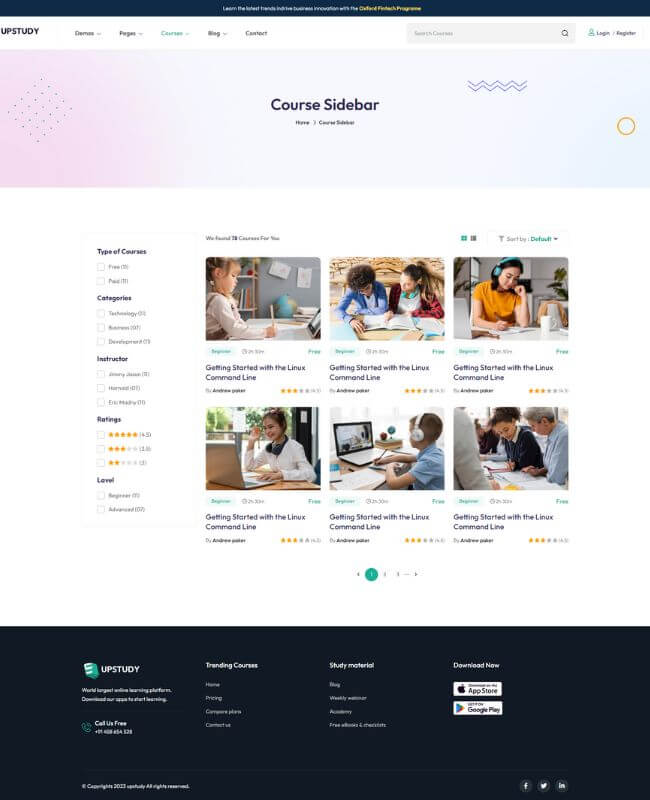 Learn the latest trends indrive business innovation with the Oxford Fintech Programe
UPSTUDY
Demos
Pages
Courses
Blog
Contact
Search Courses
Login / Register
Course Sidebar
Home > Course Sidebar
Type of Courses
Free (11)
Paid (11)
Categories
Technology (11)
Business (07)
Development (11)
Instructor
Jimmy Jason (11)
Harnold (07)
Eric Madny (11)
Ratings
(4.5)
(3.5)
(2)
Level
Beginner (11)
Advanced (07)
We found 78 Courses For You
Sort by : Default
Beginner 2h 30m Free
Getting Started with the Linux
Command Line
By Andrew paker (4.5)
Beginner 2h 30m Free
Getting Started with the Linux
Command Line
By Andrew paker (4.5)
Beginner 2h 30m Free
Getting Started with the Linux
Command Line
By Andrew paker (4.5)
Beginner 2h 30m Free
Getting Started with the Linux
Command Line
By Andrew paker (4.5)
Beginner 2h 30m Free
Getting Started with the Linux
Command Line
By Andrew paker (4.5)
Beginner 2h 30m Free
Getting Started with the Linux
Command Line
By Andrew paker (4.5)
< 1 2 3 ... >
UPSTUDY
World largest online learning platform.
Download our apps to start learning.
Call Us Free
+91 458 654 528
Trending Courses
Home
Pricing
Compare plans
Contact us
Study material
Blog
Weekly webinar
Academy
Free eBooks & checklists
Download Now
Download on the
App Store
GET IT ON
Google Play
© Copyrights 2023 upstudy All rights reserved.